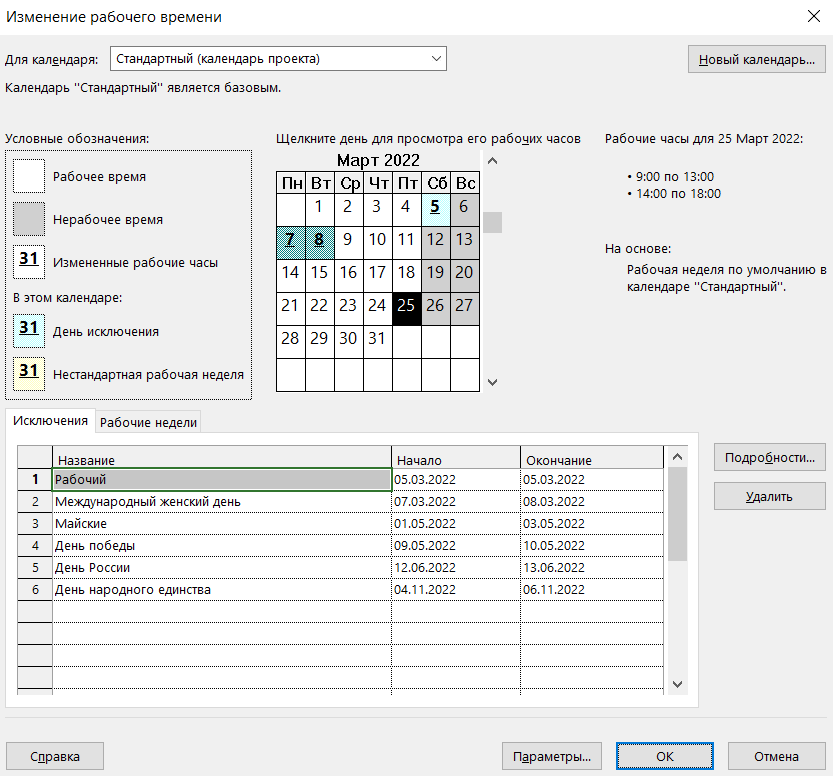 Изменение рабочего времени
Для календаря: Стандартный (календарь проекта) Новый календарь...
Календарь "Стандартный" является базовым.
Условные обозначения:
Рабочее время
Нерабочее время
31 Измененные рабочие часы
В этом календаре:
31 День исключения
31 Нестандартная рабочая неделя
Щелкните день для просмотра его рабочих часов
Март 2022
Пн Вт Ср Чт Пт Сб Вс
1 2 3 4 5 6
7 8 9 10 11 12 13
14 15 16 17 18 19 20
21 22 23 24 25 26 27
28 29 30 31
Рабочие часы для 25 Март 2022:
• 9:00 по 13:00
• 14:00 по 18:00
На основе:
Рабочая неделя по умолчанию в
календаре "Стандартный".
Исключения Рабочие недели
Название Начало Окончание
1 Рабочий 05.03.2022 05.03.2022
2 Международный женский день 07.03.2022 08.03.2022
3 Майские 01.05.2022 03.05.2022
4 День победы 09.05.2022 10.05.2022
5 День России 12.06.2022 13.06.2022
6 День народного единства 04.11.2022 06.11.2022
Подробности...
Удалить
Справка Параметры... ОК Отмена